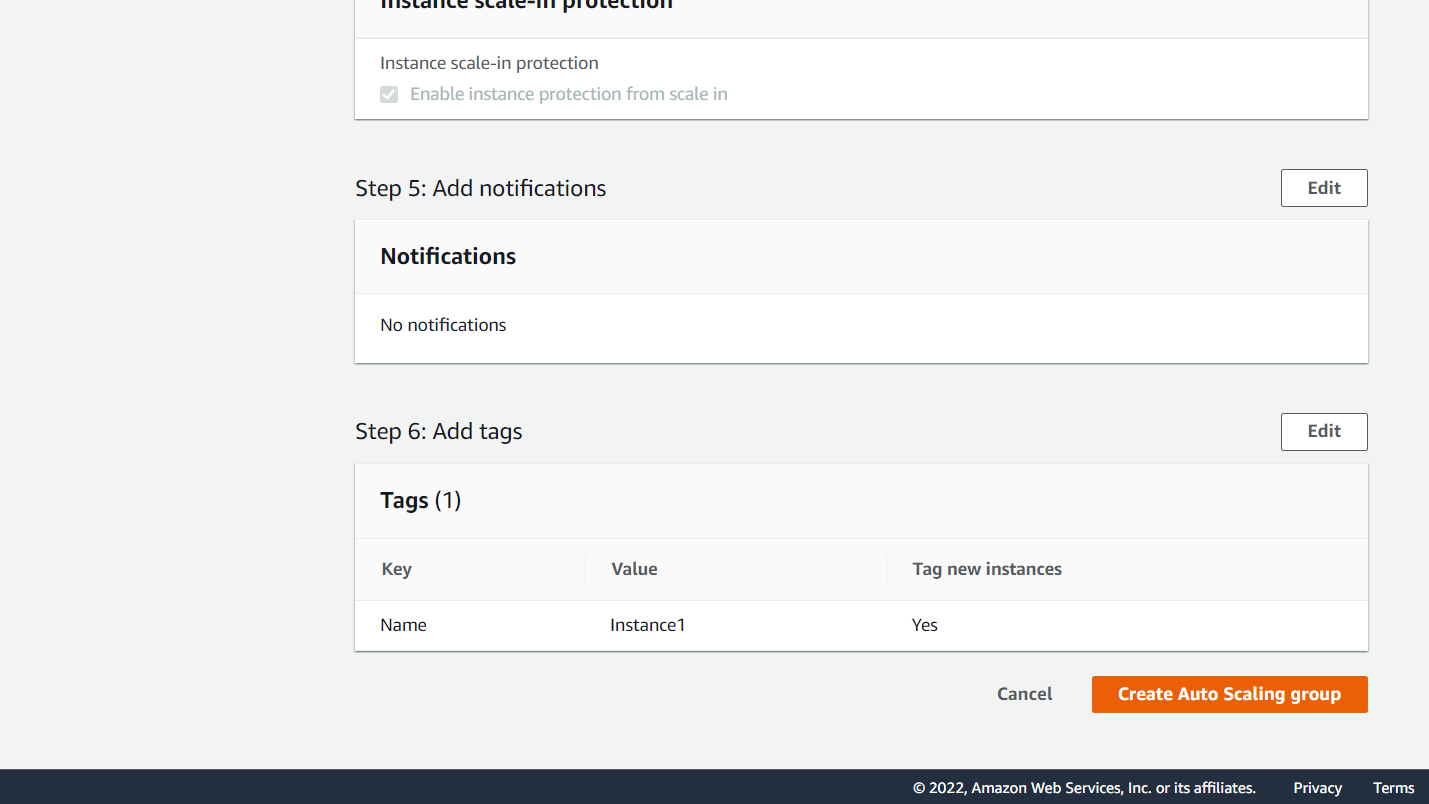 Instance scale-in protection
Instance scale-in protection
Enable instance protection from scale in
Step 5: Add notifications
Edit
Notifications
No notifications
Step 6: Add tags
Edit
Tags (1)
Key Value Tag new instances
Name Instance1 Yes
Cancel Create Auto Scaling group
© 2022, Amazon Web Services, Inc. or its affiliates. Privacy Terms